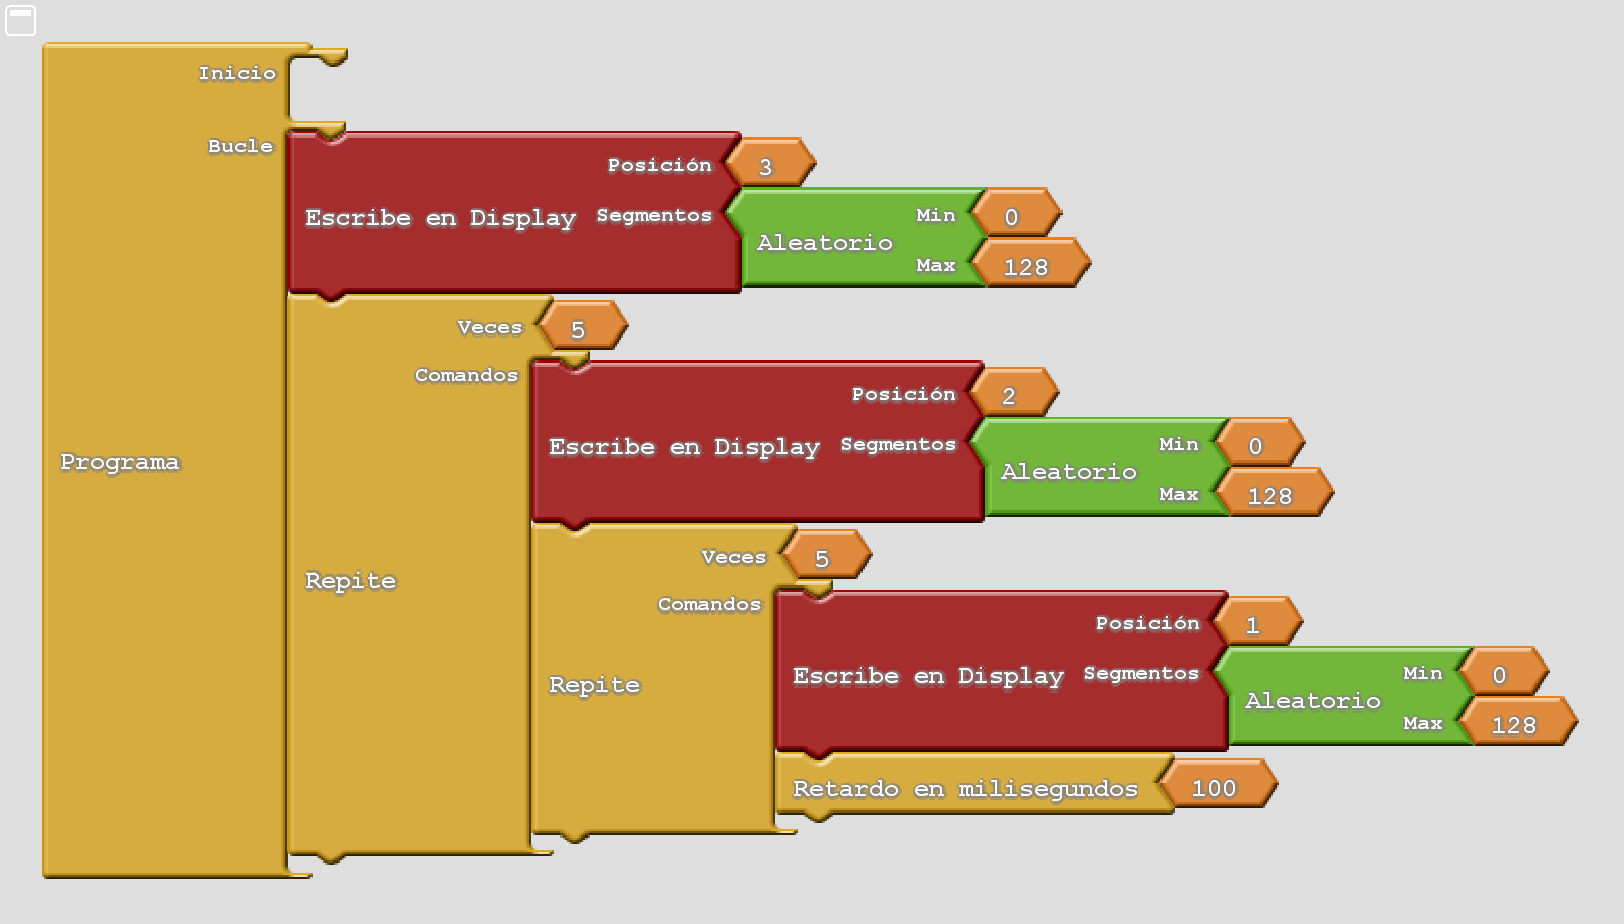 Inicio
Bucle
Posición 3
Escribe en Display Segmentos
Aleatorio
Min 0
Max 128
Veces 5
Comandos
Posición 2
Escribe en Display Segmentos
Aleatorio
Min 0
Max 128
Programa
Veces 5
Repite
Comandos
Posición 1
Escribe en Display Segmentos
Aleatorio
Min 0
Max 128
Repite
Retardo en milisegundos 100